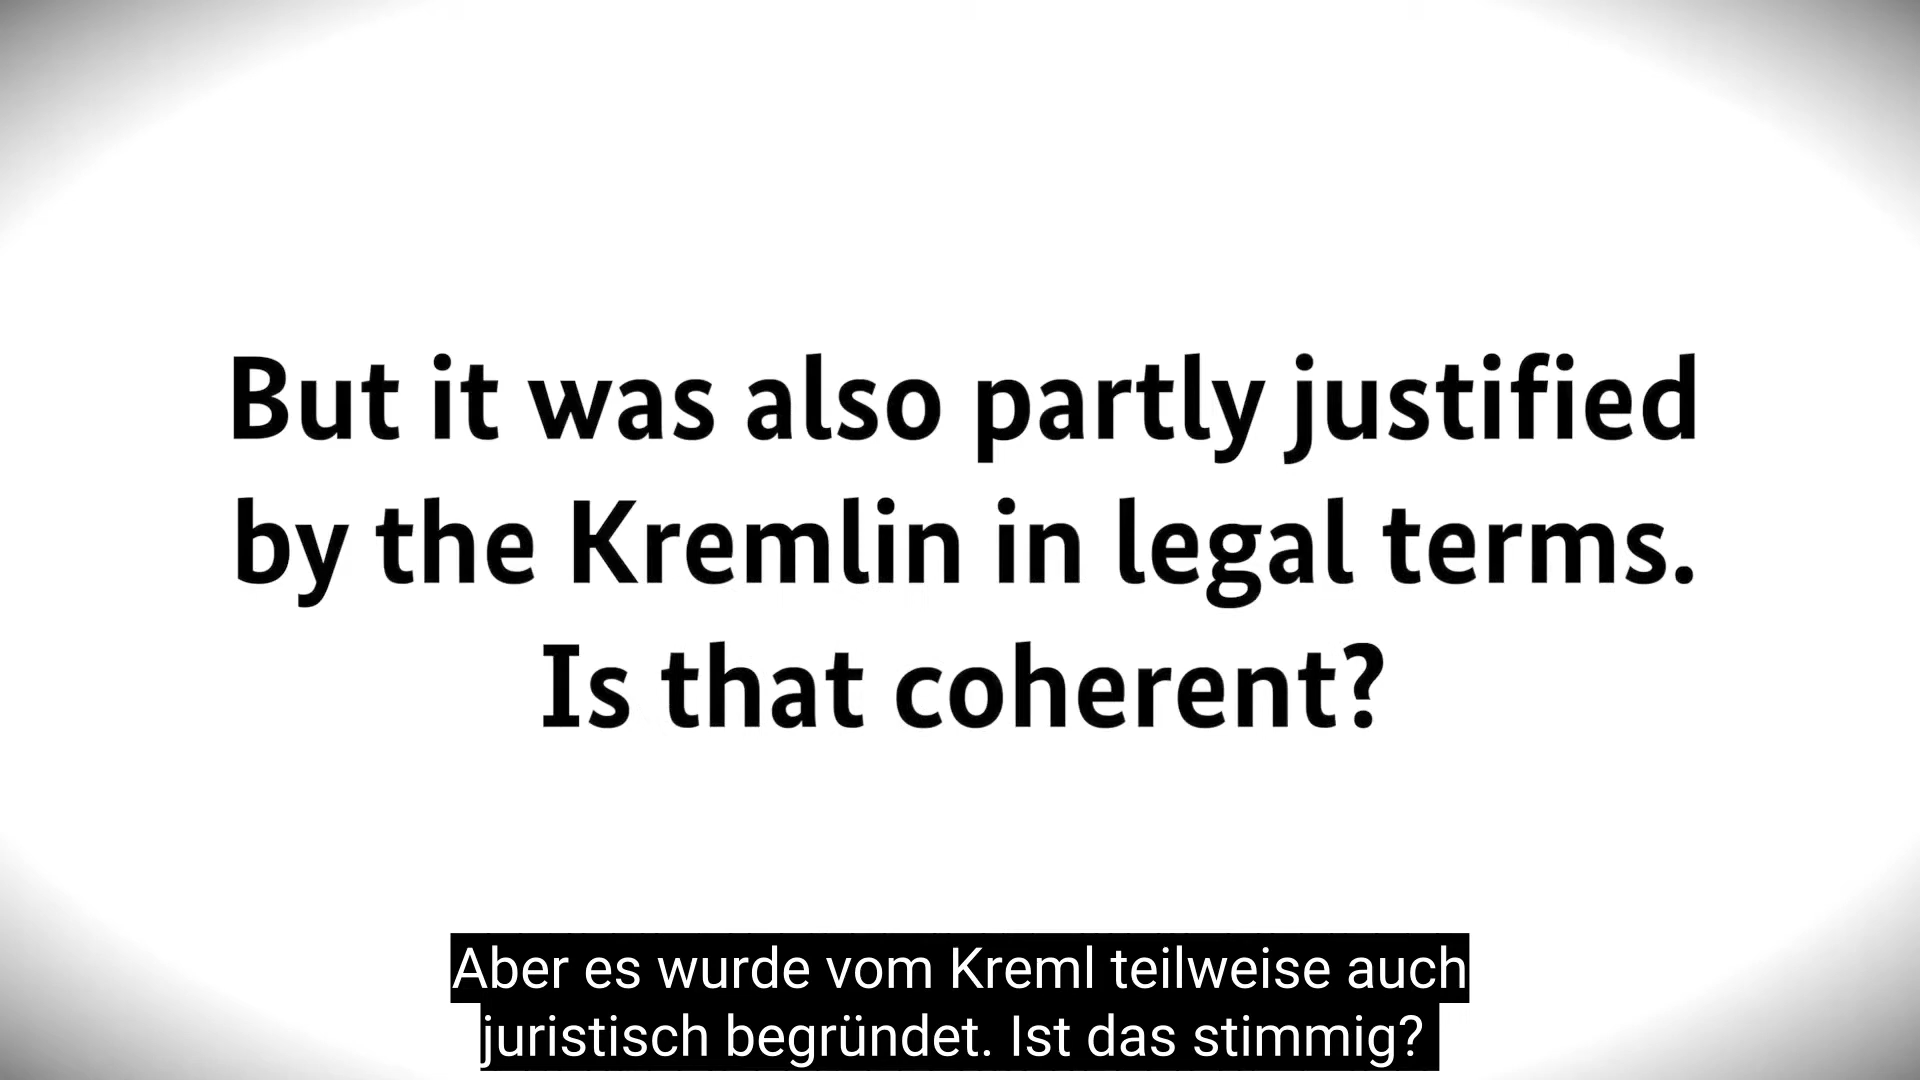 But it was also partly justified
by the Kremlin in legal terms.
Is that coherent?
Aber es wurde vom Kreml teilweise auch
juristisch begründet. Ist das stimmig?